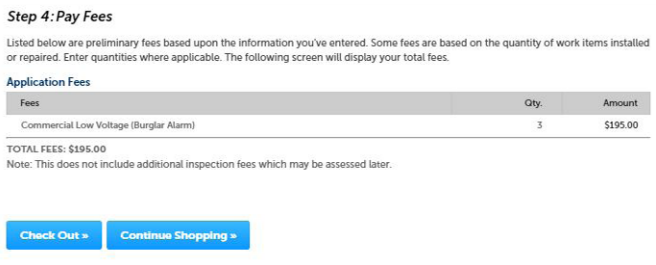 Step 4: Pay Fees
Listed below are preliminary fees based upon the information you've entered. Some fees are based on the quantity of work items installed
or repaired. Enter quantities where applicable. The following screen will display your total fees.
Application Fees
Fees Qty. Amount
Commercial Low Voltage (Burglar Alarm) 3 $195.00
TOTAL FEES: $195.00
Note: This does not include additional inspection fees which may be assessed later.
Check Out » Continue Shopping »